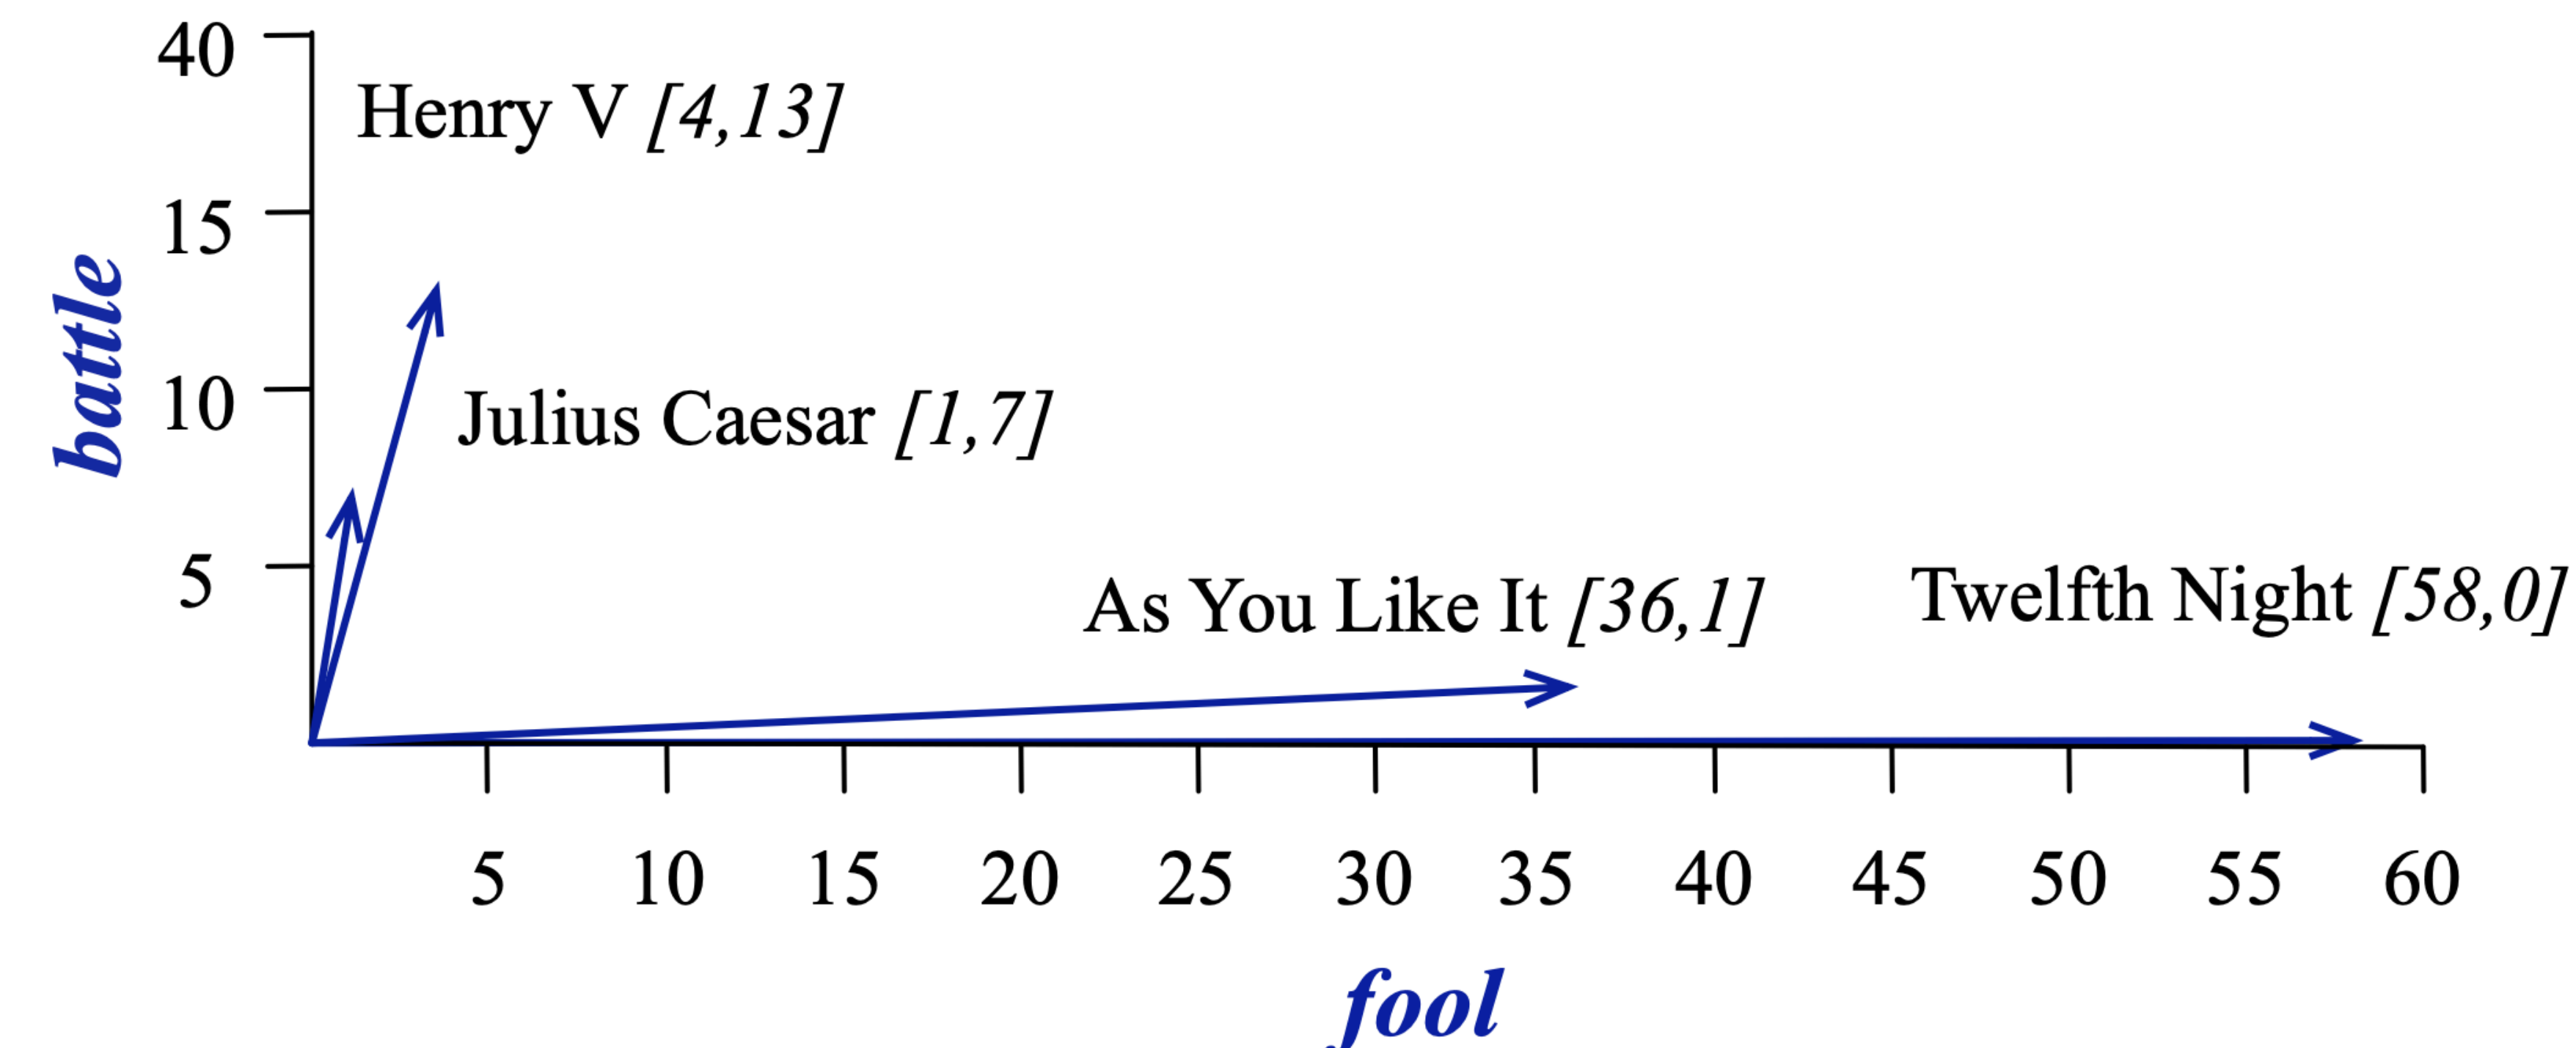 40
Henry V [4,13]
15
battle
10
Julius Caesar [1,7]
5
As You Like It [36,1]
Twelfth Night [58,0]
5 10 15 20 25 30 35 40 45 50 55 60
fool